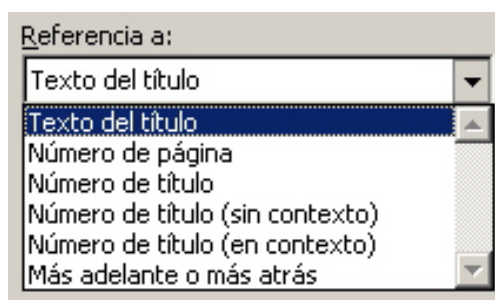 Referencia a:
Texto del título
Texto del título
Número de página
Número de título
Número de título (sin contexto)
Número de título (en contexto)
Más adelante o más atrás